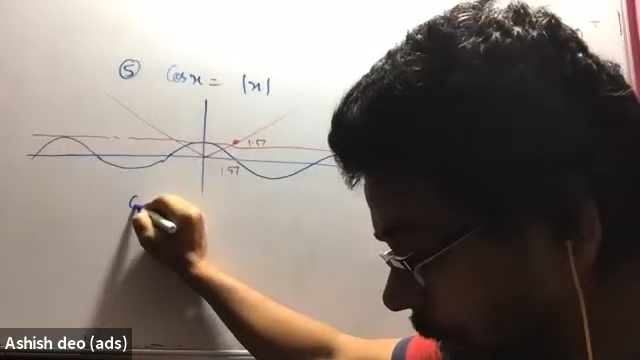 ⑤ Cos x = |x|
1.57
1.57
C
Ashish deo (ads)